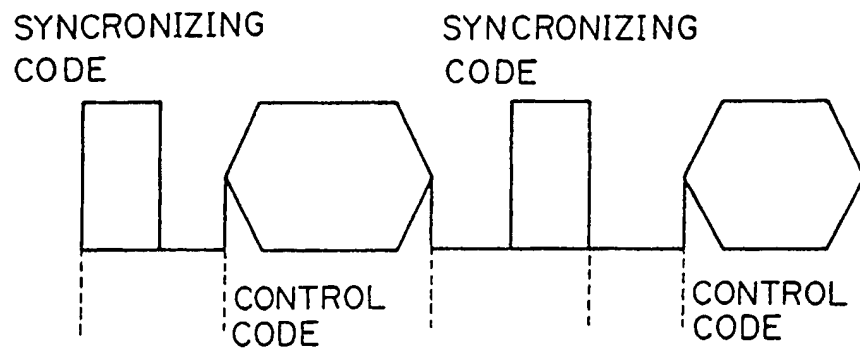 SYNCRONIZING
CODE
SYNCRONIZING
CODE
CONTROL
CODE
CONTROL
CODE